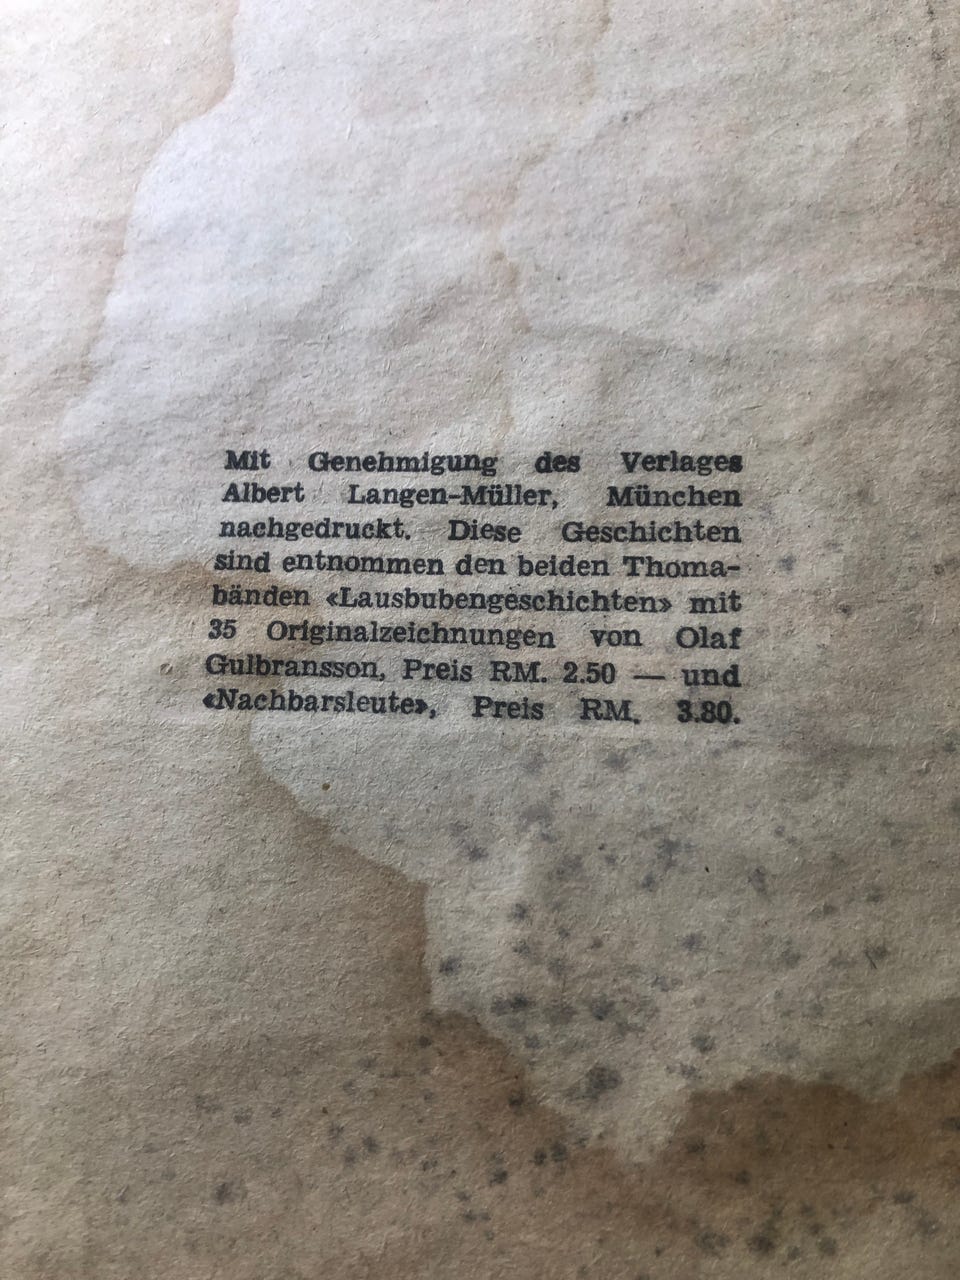 Mit Genehmigung des Verlages
Albert Langen-Müller, München
nachgedruckt. Diese Geschichten
sind entnommen den beiden Thoma-
bänden «Lausbubengeschichten» mit
35 Originalzeichnungen von Olaf
Gulbransson, Preis RM. 2.50 — und
«Nachbarsleute», Preis RM. 3.80.